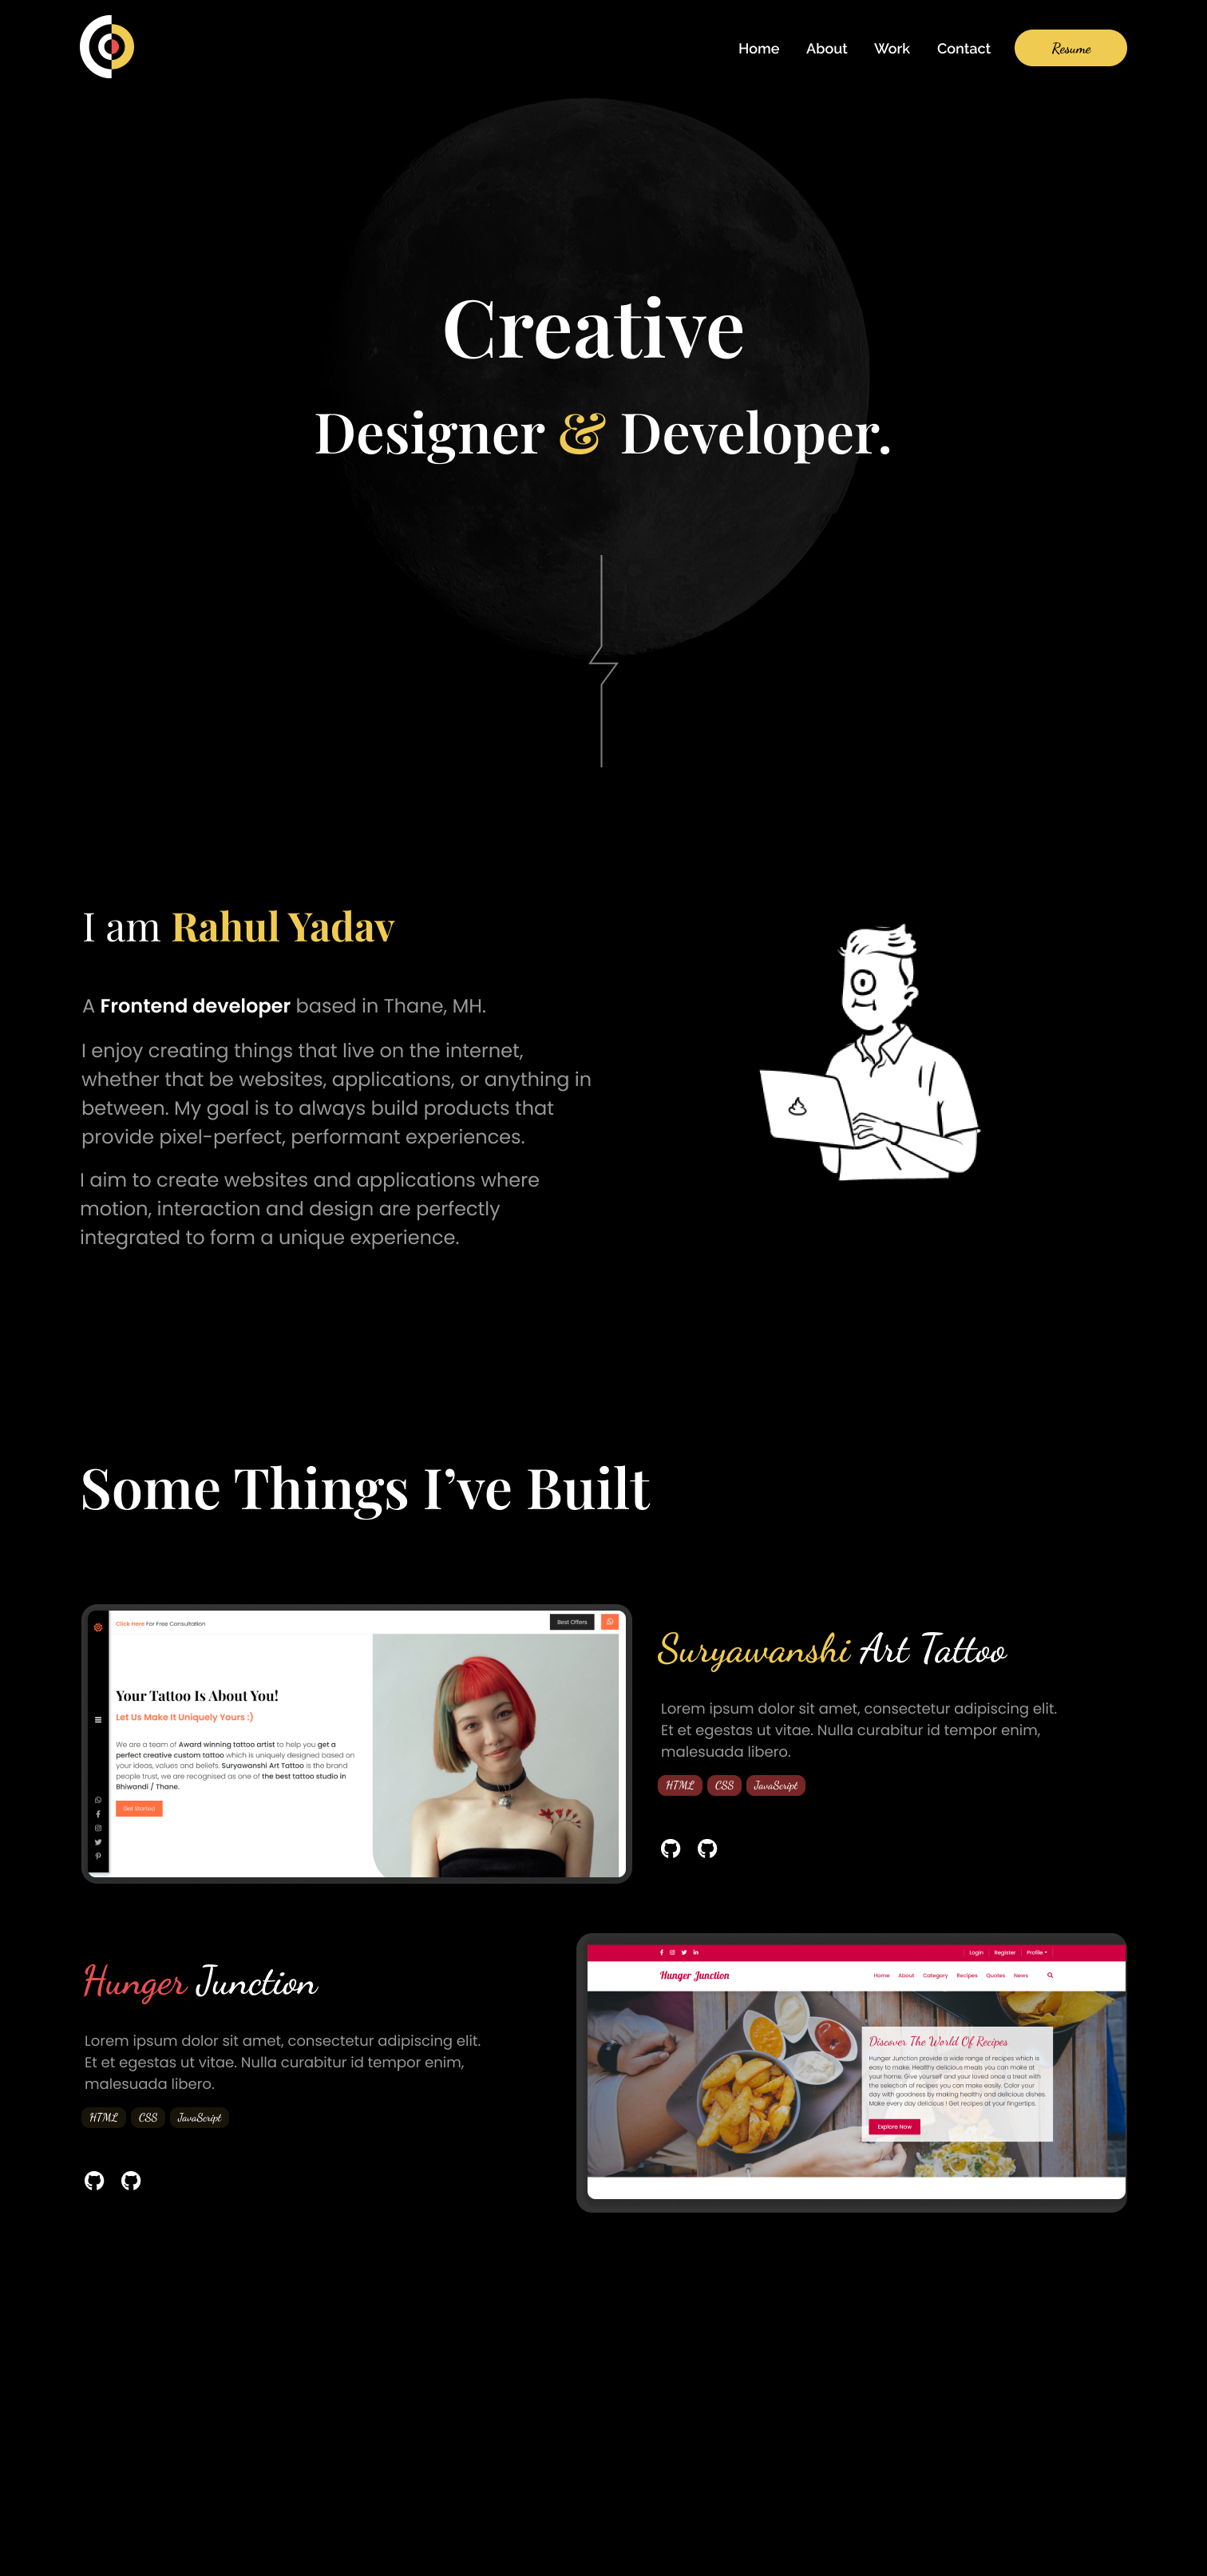 Home About Work Contact Resume
Creative
Designer & Developer.
I am Rahul Yadav
A Frontend developer based in Thane, MH.
I enjoy creating things that live on the internet,
whether that be websites, applications, or anything in
between. My goal is to always build products that
provide pixel-perfect, performant experiences.
I aim to create websites and applications where
motion, interaction and design are perfectly
integrated to form a unique experience.
Some Things I’ve Built
Click Here For Free Consultation
Best Offers
Your Tattoo Is About You!
Let Us Make It Uniquely Yours :)
We are a team of Award winning tattoo artist to help you get a
perfect creative custom tattoo which is uniquely designed based on
your ideas, values and beliefs. Suryawanshi Art Tattoo is the brand
people trust, we are recognised as one of the best tattoo studio in
Bhiwandi / Thane.
Get Started
Suryawanshi Art Tattoo
Lorem ipsum dolor sit amet, consectetur adipiscing elit.
Et et egestas ut vitae. Nulla curabitur id tempor enim,
malesuada libero.
HTML CSS JavaScript
Hunger Junction
Lorem ipsum dolor sit amet, consectetur adipiscing elit.
Et et egestas ut vitae. Nulla curabitur id tempor enim,
malesuada libero.
HTML CSS JavaScript
Login Register Profile
Hunger Junction
Home About Category Recipes Quotes News
Discover The World Of Recipes
Hunger Junction provide a wide range of recipes which is
easy to make. Healthy delicious meals you can make at
your home. Give yourself and your loved once a treat with
the selection of recipes you can make easily. Color your
day with goodness by making healthy and delicious dishes.
Make every day delicious ! Get recipes at your fingertips.
Explore Now